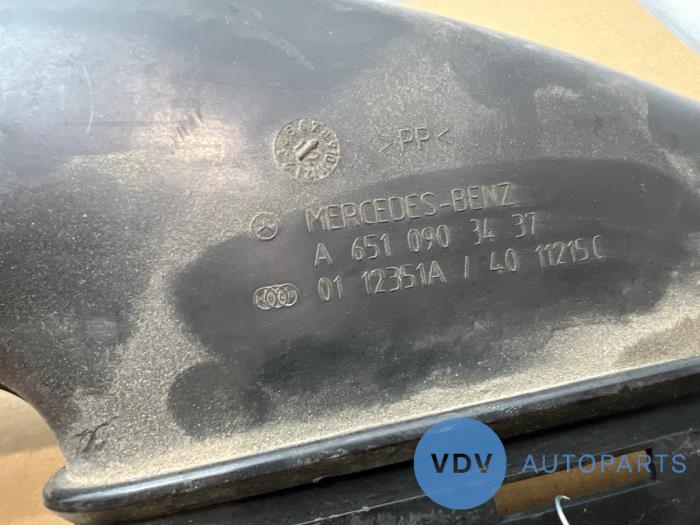 >PP<
MERCEDES-BENZ
A 651 090 34 37
01 12351A / 40 11215C
VDV AUTOPARTS